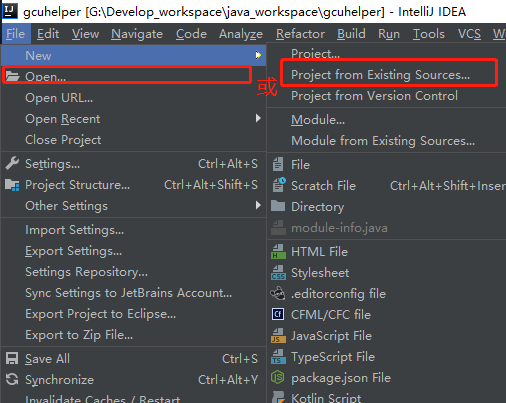 gcuhelper [G:\Develop_workspace\java_workspace\gcuhelper] - IntelliJ IDEA
File Edit View Navigate Code Analyze Refactor Build Run Tools VCS
New
Open...
Open URL...
Open Recent
Close Project
Settings... Ctrl+Alt+S
Project Structure... Ctrl+Alt+Shift+S
Other Settings
Import Settings...
Export Settings...
Settings Repository...
Sync Settings to JetBrains Account...
Export Project to Eclipse...
Export to Zip File...
Save All Ctrl+S
Synchronize Ctrl+Alt+Y
Invalidate Caches / Restart
或
Project...
Project from Existing Sources...
Project from Version Control
Module...
Module from Existing Sources...
File
Scratch File Ctrl+Alt+Shift+Inser
Directory
module-info.java
HTML File
Stylesheet
.editorconfig file
CFML/CFC file
JavaScript File
TypeScript File
package.json File
Kotlin Script